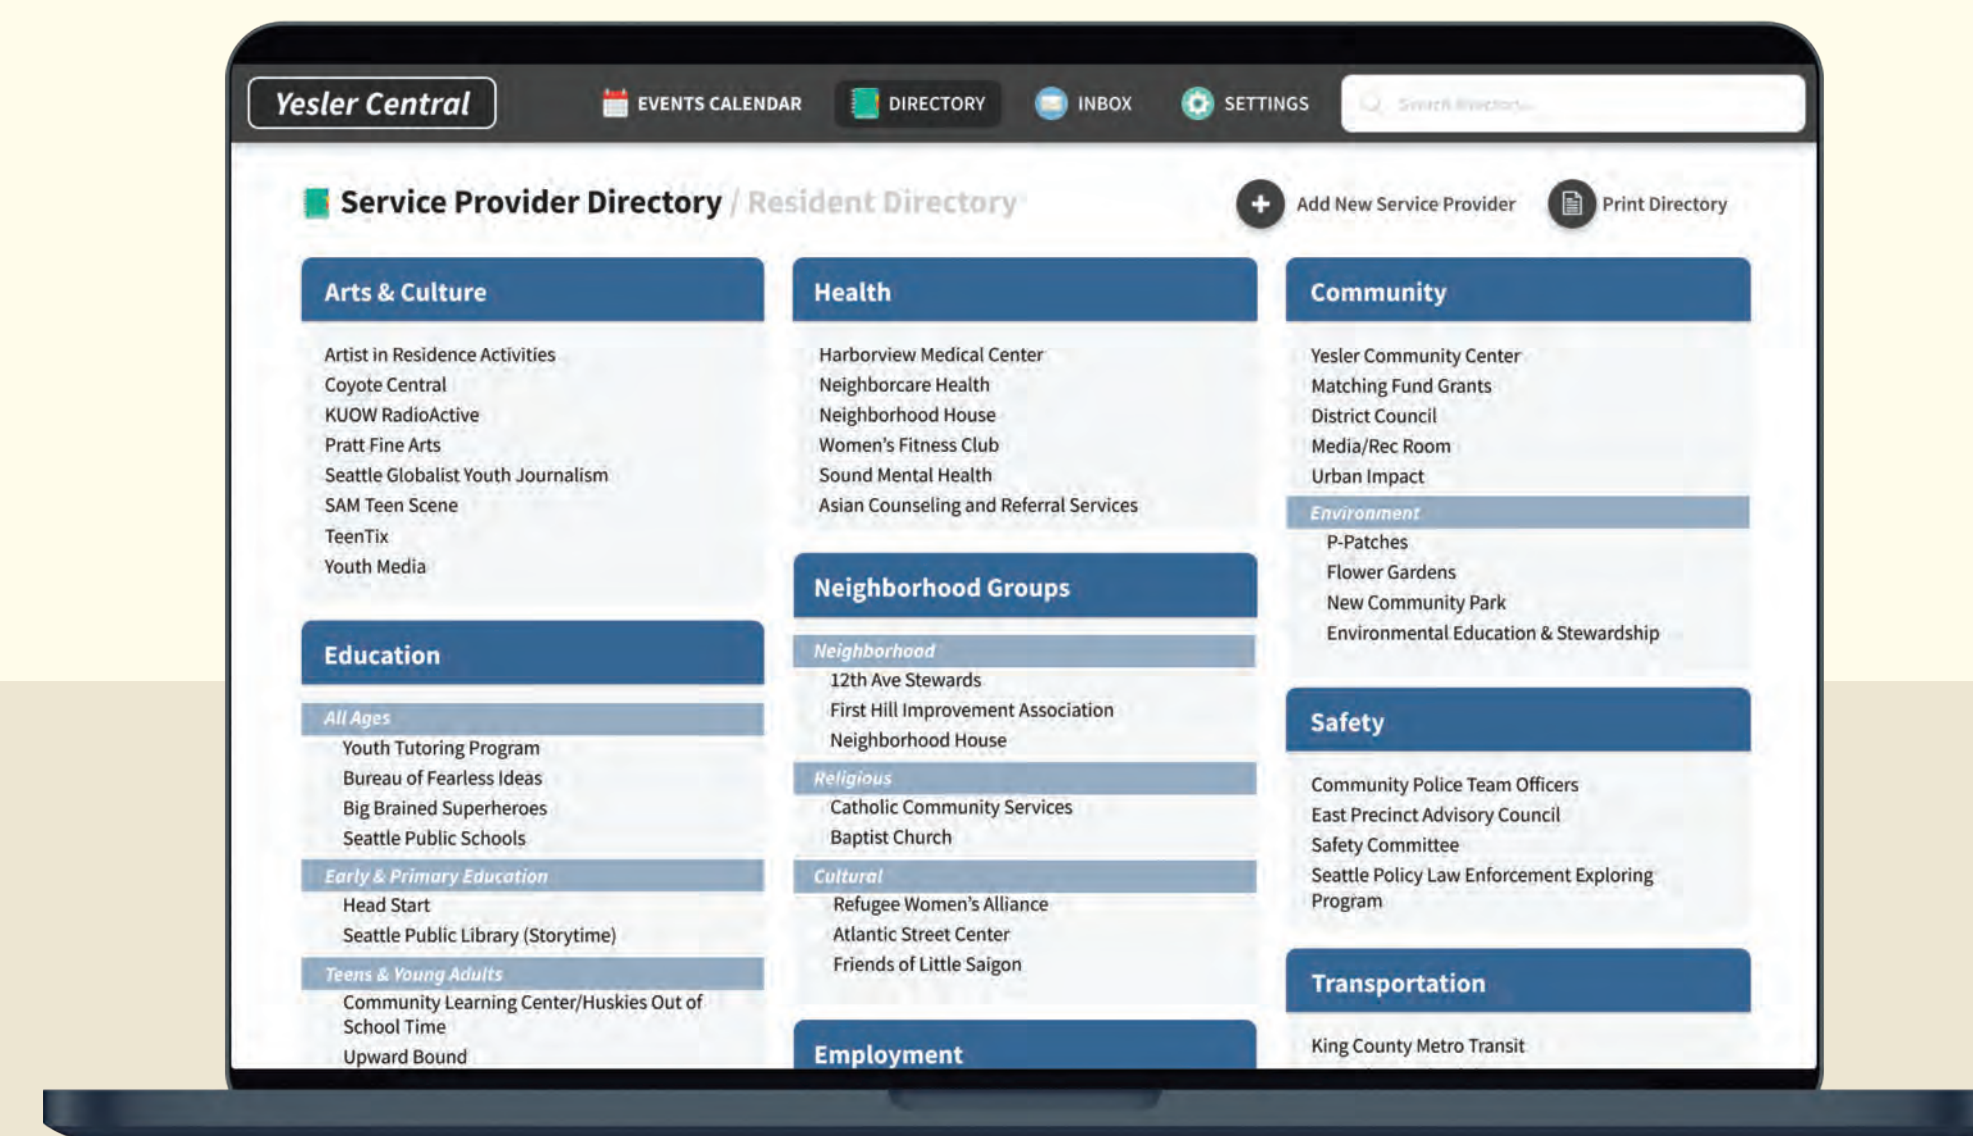 Yesler Central
EVENTS CALENDAR
DIRECTORY
INBOX
SETTINGS
Search directory...
Service Provider Directory / Resident Directory
Add New Service Provider
Print Directory
Arts & Culture
Artist in Residence Activities
Coyote Central
KUOW RadioActive
Pratt Fine Arts
Seattle Globalist Youth Journalism
SAM Teen Scene
TeenTix
Youth Media
Education
All Ages
Youth Tutoring Program
Bureau of Fearless Ideas
Big Brained Superheroes
Seattle Public Schools
Early & Primary Education
Head Start
Seattle Public Library (Storytime)
Teens & Young Adults
Community Learning Center/Huskies Out of
School Time
Upward Bound
Health
Harborview Medical Center
Neighborcare Health
Neighborhood House
Women's Fitness Club
Sound Mental Health
Asian Counseling and Referral Services
Neighborhood Groups
Neighborhood
12th Ave Stewards
First Hill Improvement Association
Neighborhood House
Religious
Catholic Community Services
Baptist Church
Cultural
Refugee Women's Alliance
Atlantic Street Center
Friends of Little Saigon
Employment
Community
Yesler Community Center
Matching Fund Grants
District Council
Media/Rec Room
Urban Impact
Environment
P-Patches
Flower Gardens
New Community Park
Environmental Education & Stewardship
Safety
Community Police Team Officers
East Precinct Advisory Council
Safety Committee
Seattle Policy Law Enforcement Exploring
Program
Transportation
King County Metro Transit